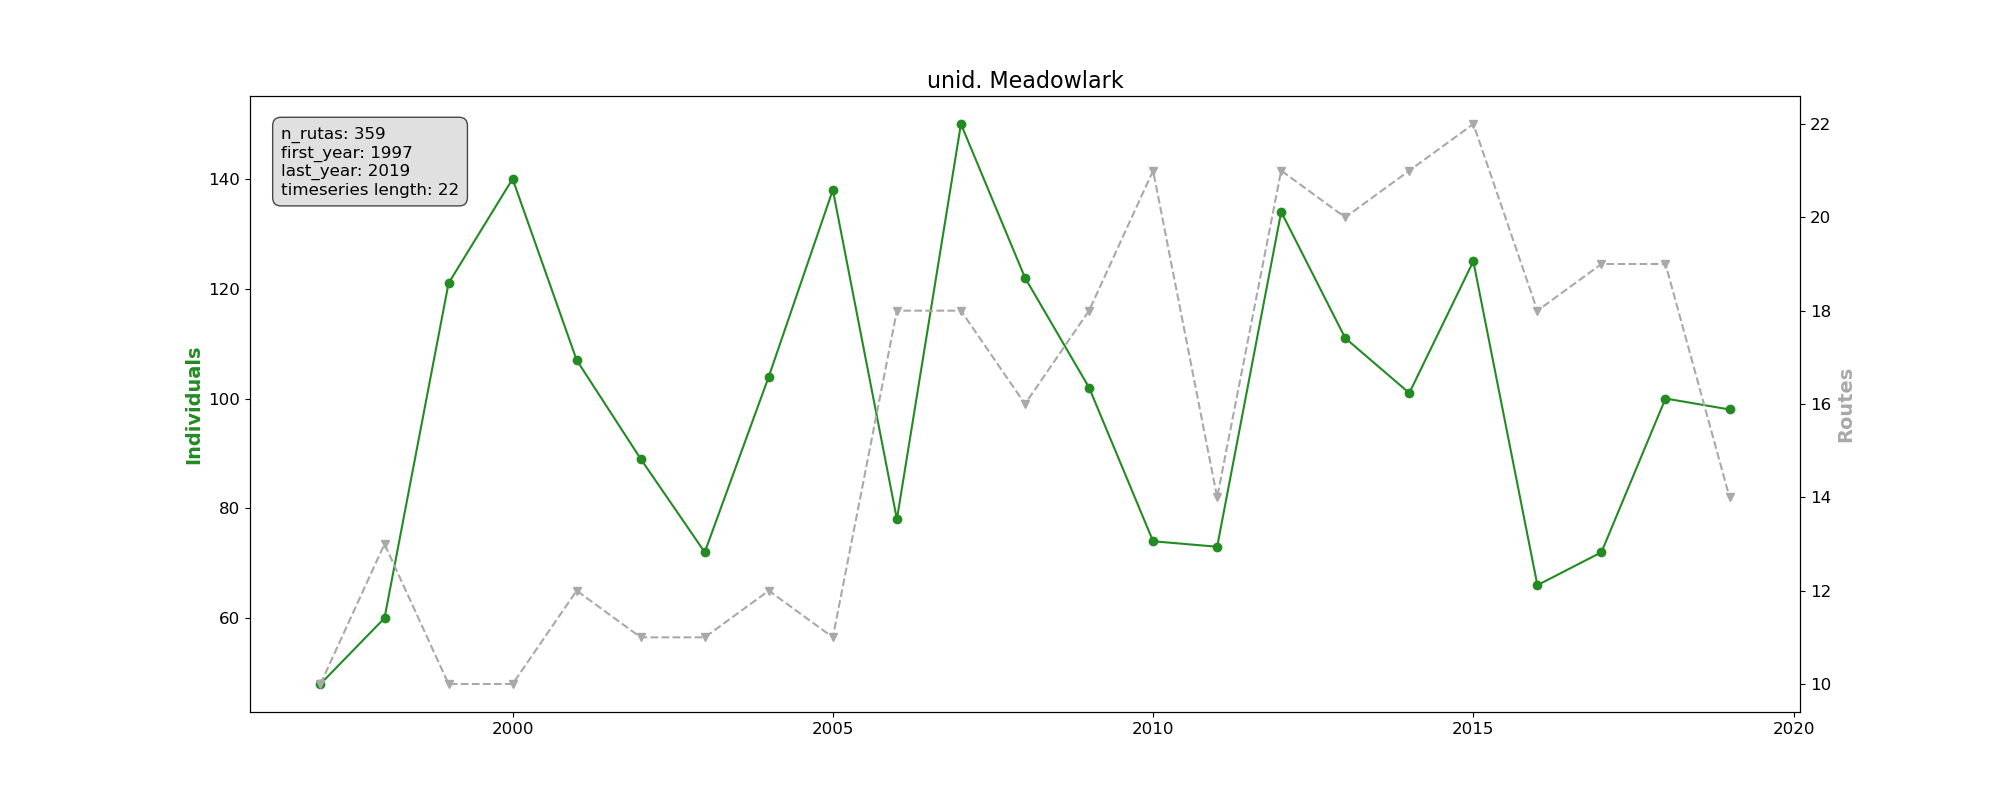 unid. Meadowlark
n_rutas: 359
first_year: 1997
last_year: 2019
timeseries length: 22
140
120
100
80
60
Individuals
22
20
18
16
14
12
10
Routes
2000
2005
2010
2015
2020